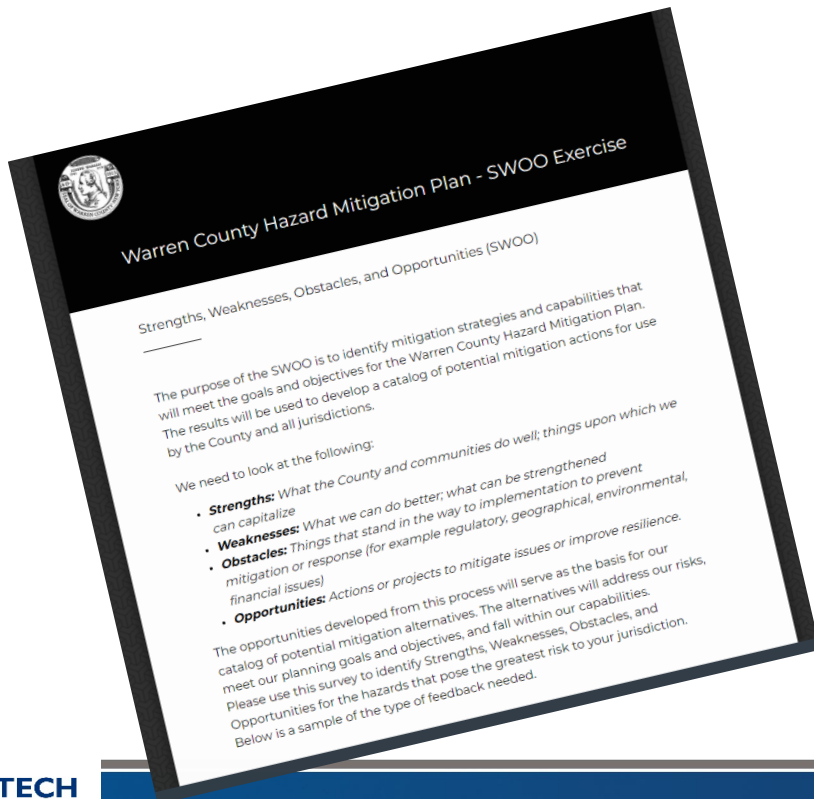 Warren County Hazard Mitigation Plan - SWOO Exercise
Strengths, Weaknesses, Obstacles, and Opportunities (SWOO)
The purpose of the SWOO is to identify mitigation strategies and capabilities that
will meet the goals and objectives for the Warren County Hazard Mitigation Plan.
The results will be used to develop a catalog of potential mitigation actions for use
by the County and all jurisdictions.
We need to look at the following:
• Strengths: What the County and communities do well; things upon which we
can capitalize
• Weaknesses: What we can do better; what can be strengthened
• Obstacles: Things that stand in the way to implementation to prevent
mitigation or response (for example regulatory, geographical, environmental,
financial issues)
• Opportunities: Actions or projects to mitigate issues or improve resilience.
The opportunities developed from this process will serve as the basis for our
catalog of potential mitigation alternatives. The alternatives will address our risks,
meet our planning goals and objectives, and fall within our capabilities.
Please use this survey to identify Strengths, Weaknesses, Obstacles, and
Opportunities for the hazards that pose the greatest risk to your jurisdiction.
Below is a sample of the type of feedback needed.
TECH